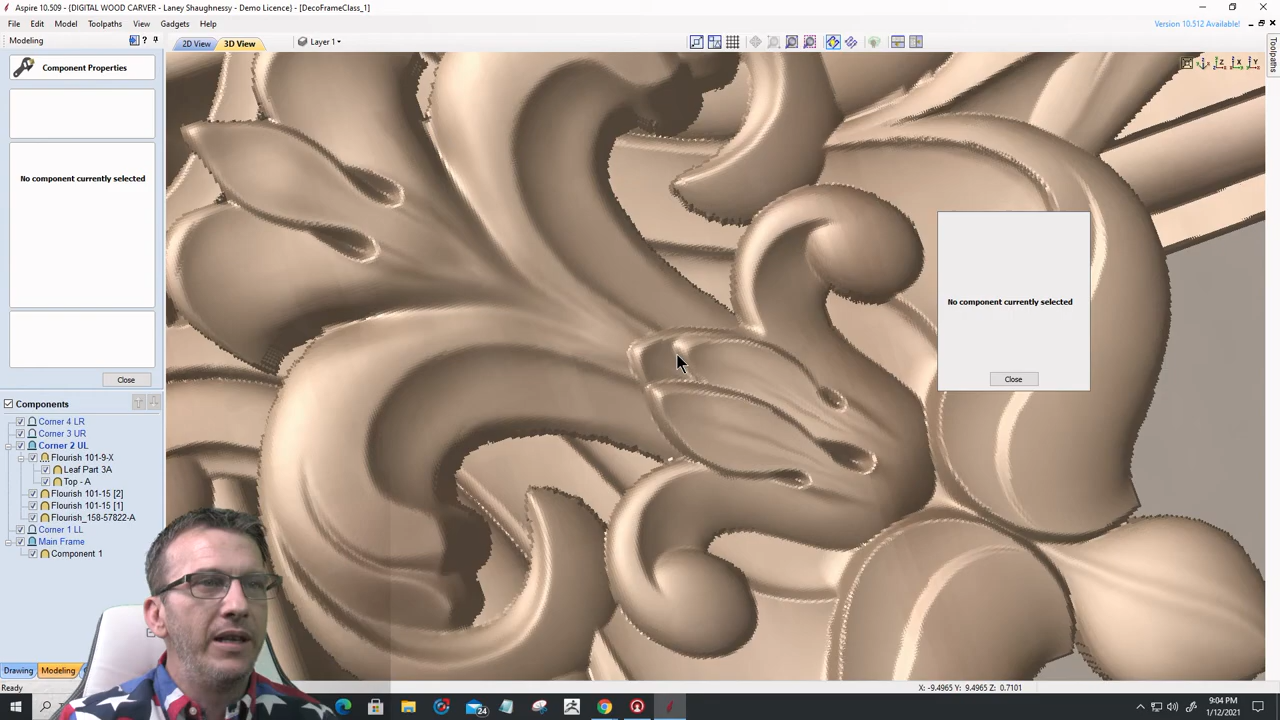 Aspire 10.509 - {DIGITAL WOOD CARVER - Laney Shaughnessy - Demo Licence} - [DecoFrameClass_1]
File Edit Model Toolpaths View Gadgets Help
Version 10.512 Available!
Modeling
2D View 3D View Layer 1
Toolpaths
Component Properties
No component currently selected
No component currently selected
Close
Close
Components
Corner 4 LR
Corner 3 UR
Corner 2 UL
Flourish 101-9-X
Leaf Part 3A
Top - A
Flourish 101-15 [2]
Flourish 101-15 [1]
Flourish_158-57822-A
Corner 1 LL
Main Frame
Component 1
Drawing Modeling
Ready
X: -9.4965 Y: 9.4965 Z: 0.7101
24
9:04 PM
1/12/2021